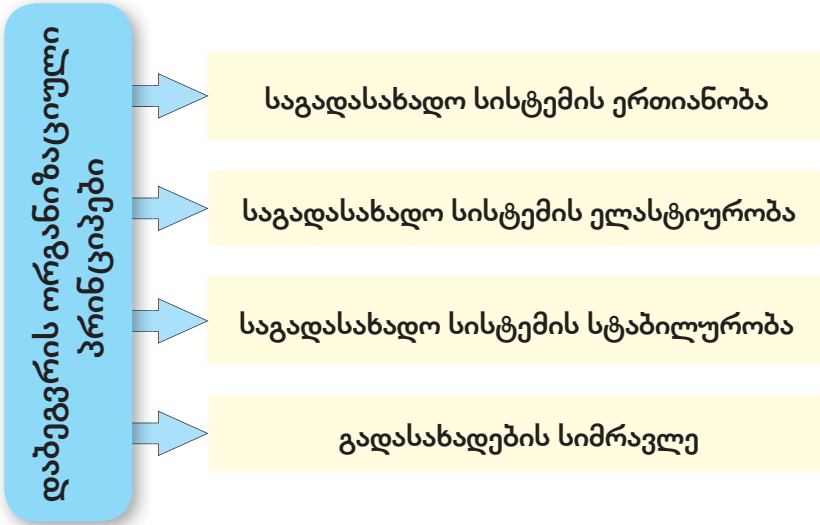 დაბეგვრის ორგანიზაციული
პრინციპები
საგადასახადო სისტემის ერთიანობა
საგადასახადო სისტემის ელასტიურობა
საგადასახადო სისტემის სტაბილურობა
გადასახადების სიმრავლე